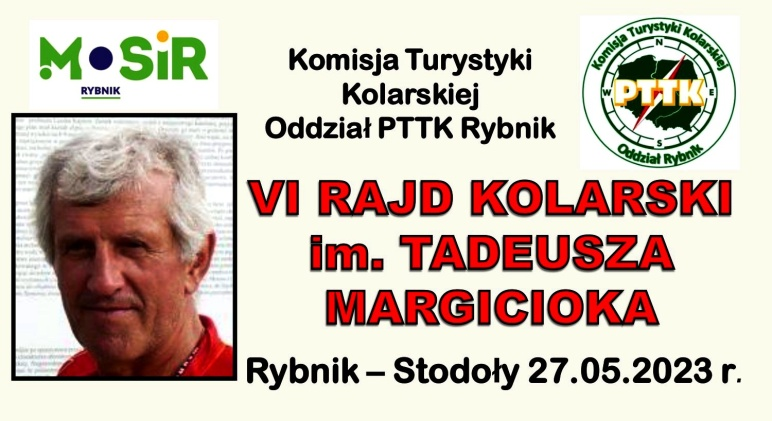 MOSiR
RYBNIK
Komisja Turystyki
Kolarskiej
Oddział PTTK Rybnik
Komisja Turystyki Kolarskiej
N
W
PTTK
E
S
Oddział Rybnik
VI RAJD KOLARSKI
im. TADEUSZA
MARGICIOKA
Rybnik – Stodoły 27.05.2023 r.